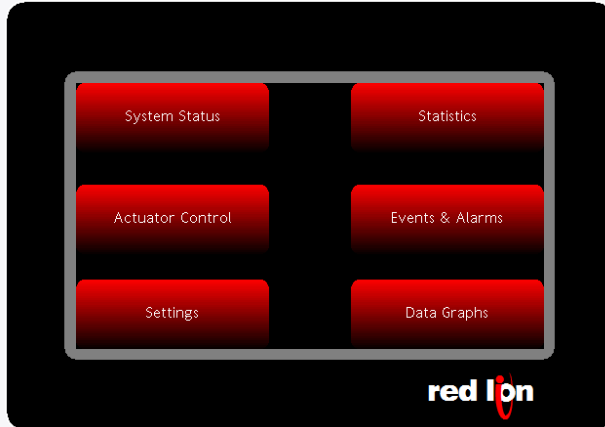 System Status
Statistics
Actuator Control
Events & Alarms
Settings
Data Graphs
red lion